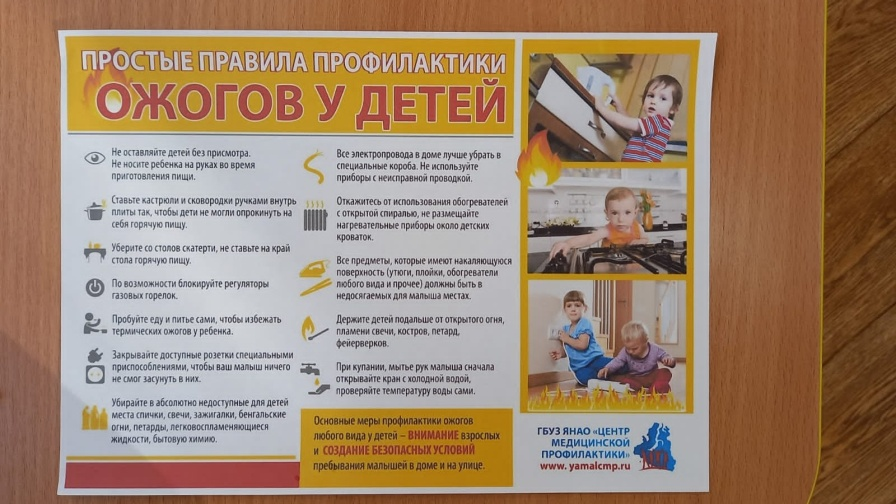 ПРОСТЫЕ ПРАВИЛА ПРОФИЛАКТИКИ
ОЖОГОВ У ДЕТЕЙ
Не оставляйте детей без присмотра.
Не носите ребенка на руках во время
приготовления пищи.
Ставьте кастрюли и сковородки ручками внутрь
плиты так, чтобы дети не могли опрокинуть на
себя горячую пищу.
Уберите со столов скатерти, не ставьте на край
стола горячую пищу.
По возможности блокируйте регуляторы
газовых горелок.
Пробуйте еду и питье сами, чтобы избежать
термических ожогов у ребенка.
Закрывайте доступные розетки специальными
приспособлениями, чтобы ваш малыш ничего
не смог засунуть в них.
Убирайте в абсолютно недоступные для детей
места спички, свечи, зажигалки, бенгальские
огни, петарды, легковоспламеняющиеся
жидкости, бытовую химию.
Все электропровода в доме лучше убрать в
специальные короба. Не используйте
приборы с неисправной проводкой.
Откажитесь от использования обогревателей
с открытой спиралью, не размещайте
нагревательные приборы около детских
кроваток.
Все предметы, которые имеют накаляющуюся
поверхность (утюги, плойки, обогреватели
любого вида и прочее) должны быть в
недосягаемых для малыша местах.
Держите детей подальше от открытого огня,
пламени свечи, костров, петард,
фейерверков.
При купании, мытье рук малыша сначала
открывайте кран с холодной водой,
проверяйте температуру воды сами.
Основные меры профилактики ожогов
любого вида у детей – ВНИМАНИЕ взрослых
и СОЗДАНИЕ БЕЗОПАСНЫХ УСЛОВИЙ
пребывания малышей в доме и на улице.
ГБУЗ ЯНАО «ЦЕНТР
МЕДИЦИНСКОЙ
ПРОФИЛАКТИКИ»
www. yamalcmp.ru